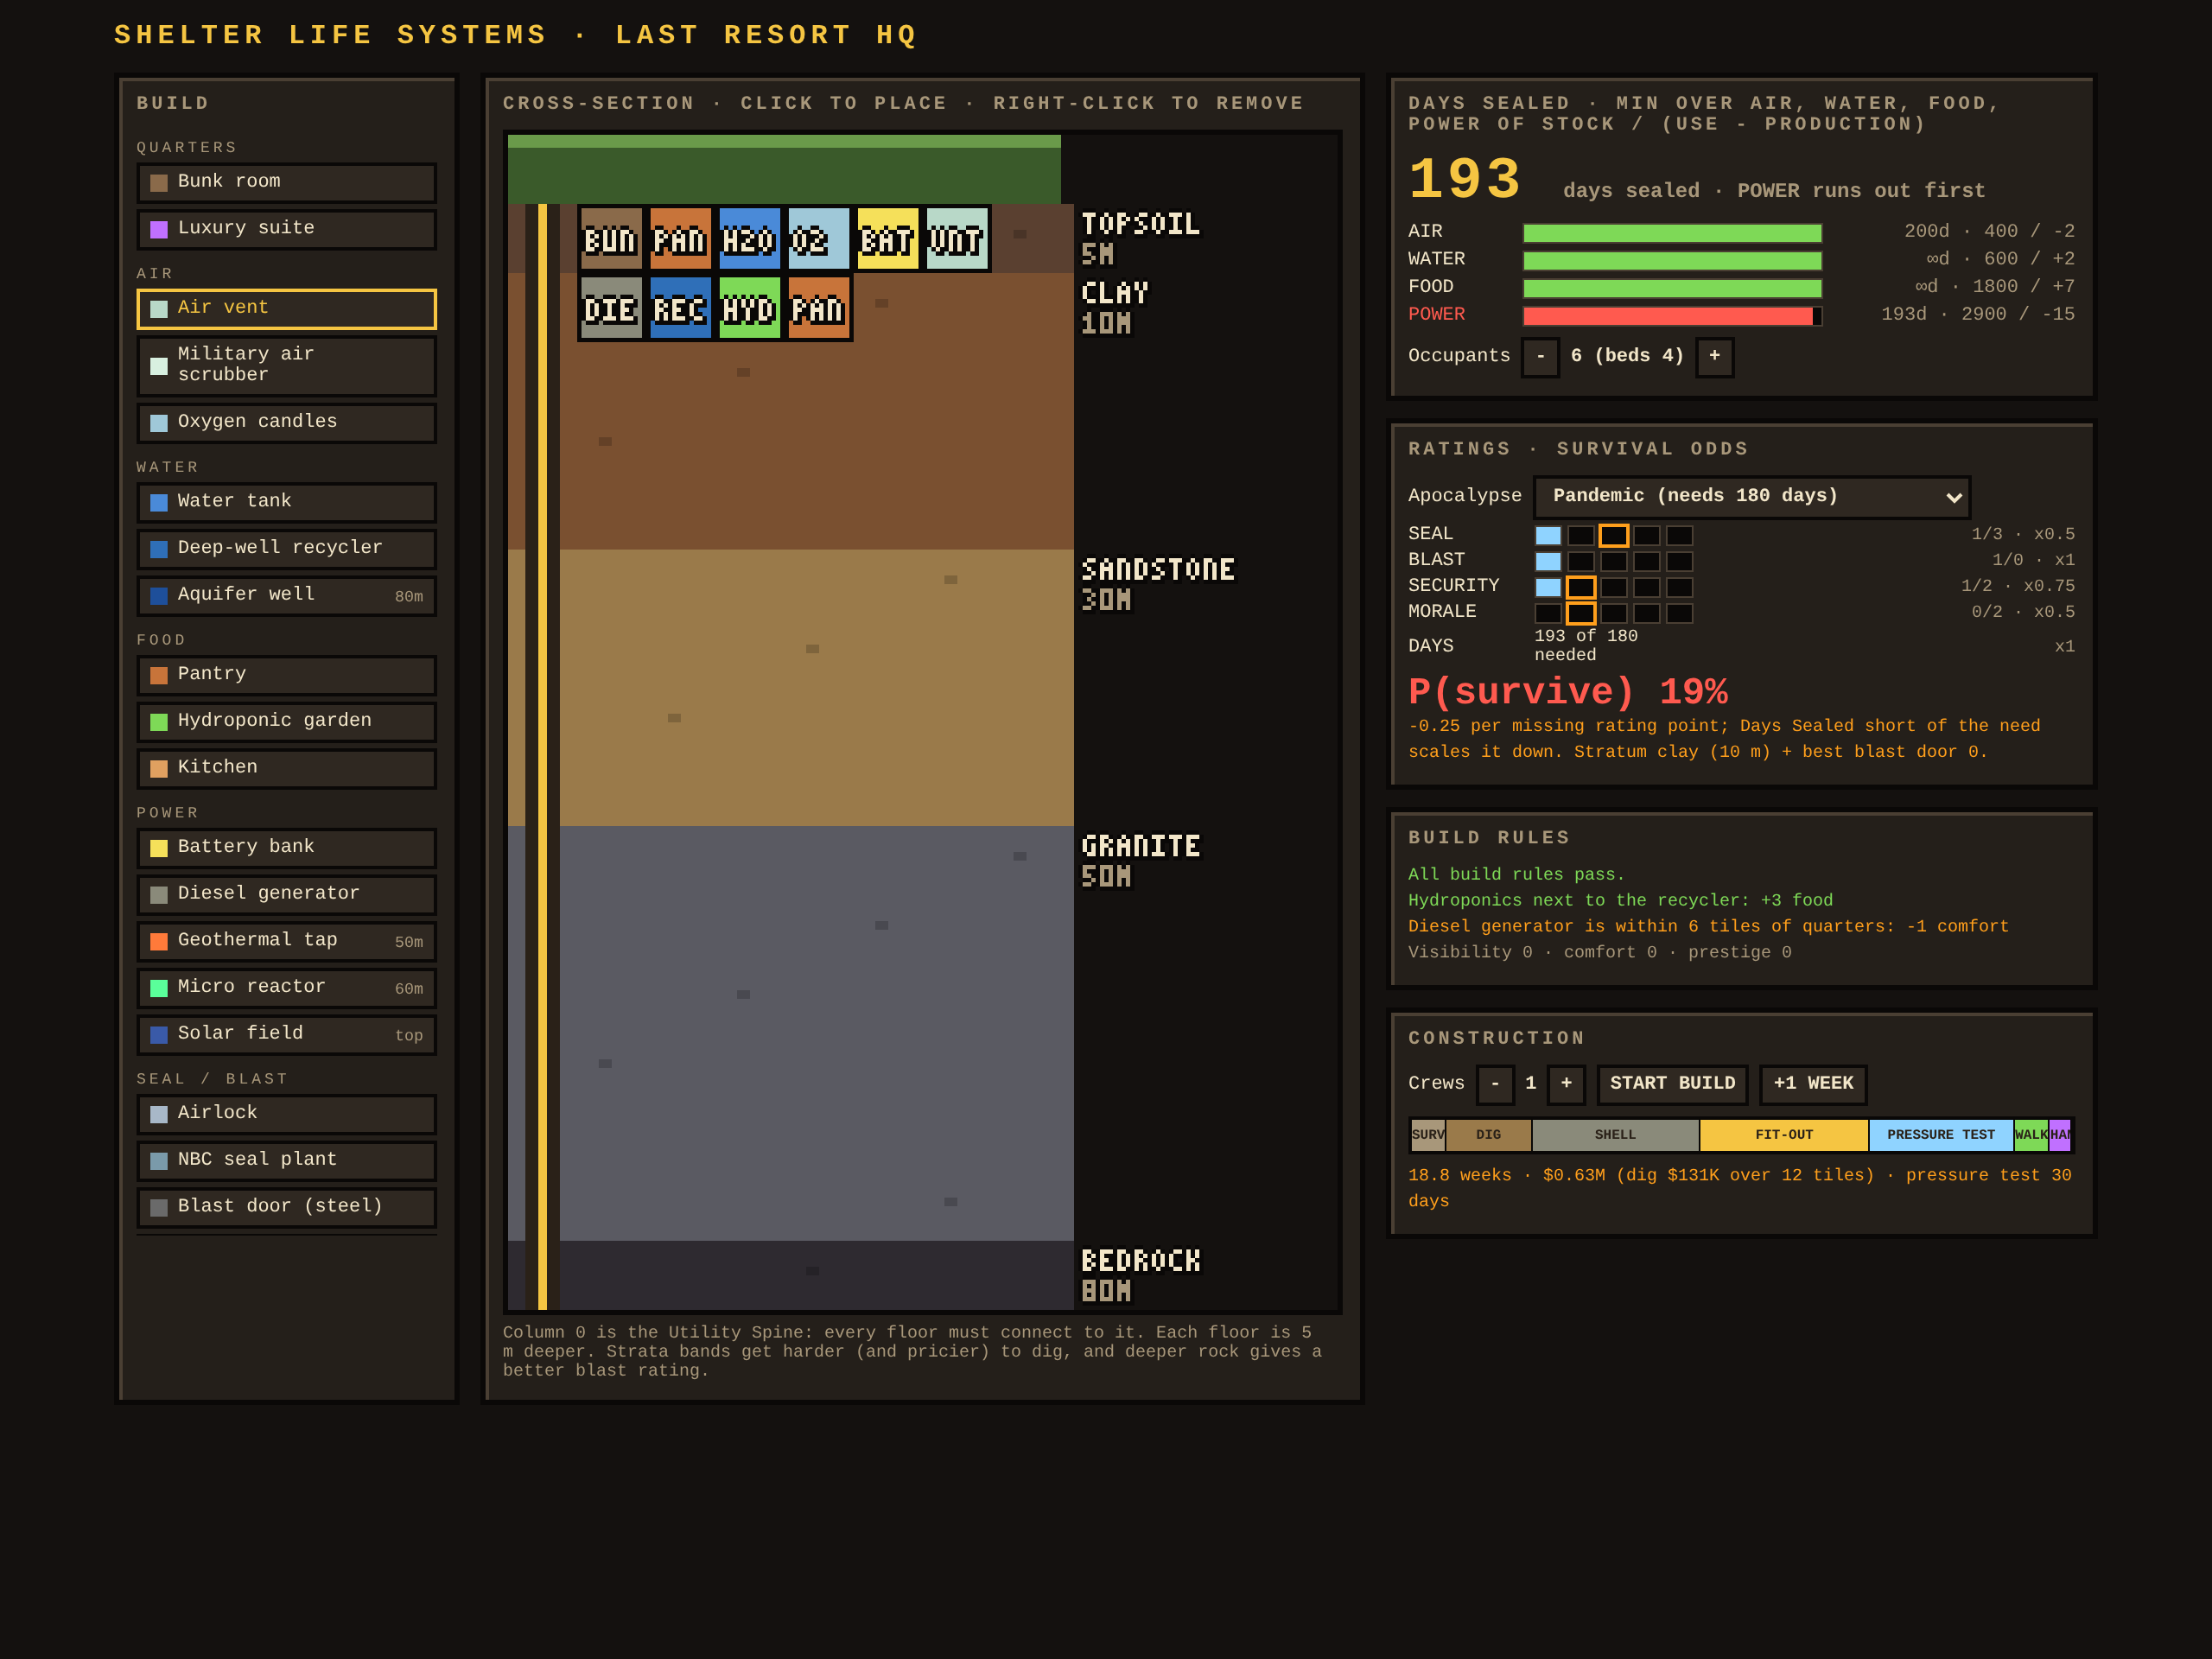 SHELTER LIFE SYSTEMS · LAST RESORT HQ
BUILD
QUARTERS
Bunk room
Luxury suite
AIR
Air vent
Military air
scrubber
Oxygen candles
WATER
Water tank
Deep-well recycler
Aquifer well 80m
FOOD
Pantry
Hydroponic garden
Kitchen
POWER
Battery bank
Diesel generator
Geothermal tap 50m
Micro reactor 60m
Solar field top
SEAL / BLAST
Airlock
NBC seal plant
Blast door (steel)
CROSS-SECTION · CLICK TO PLACE · RIGHT-CLICK TO REMOVE
BUN PAN H2O O2 BAT VNT
TOPSOIL
5M
DIE REC HYD PAN
CLAY
10M
SANDSTONE
30M
GRANITE
50M
BEDROCK
80M
Column 0 is the Utility Spine: every floor must connect to it. Each floor is 5
m deeper. Strata bands get harder (and pricier) to dig, and deeper rock gives a
better blast rating.
DAYS SEALED · MIN OVER AIR, WATER, FOOD,
POWER OF STOCK / (USE - PRODUCTION)
193 days sealed · POWER runs out first
AIR 200d · 400 / -2
WATER ∞d · 600 / +2
FOOD ∞d · 1800 / +7
POWER 193d · 2900 / -15
Occupants - 6 (beds 4) +
RATINGS · SURVIVAL ODDS
Apocalypse Pandemic (needs 180 days)
SEAL 1/3 · x0.5
BLAST 1/0 · x1
SECURITY 1/2 · x0.75
MORALE 0/2 · x0.5
DAYS 193 of 180
needed x1
P(survive) 19%
-0.25 per missing rating point; Days Sealed short of the need
scales it down. Stratum clay (10 m) + best blast door 0.
BUILD RULES
All build rules pass.
Hydroponics next to the recycler: +3 food
Diesel generator is within 6 tiles of quarters: -1 comfort
Visibility 0 · comfort 0 · prestige 0
CONSTRUCTION
Crews - 1 + START BUILD +1 WEEK
SURV DIG SHELL FIT-OUT PRESSURE TEST WALK HAN
18.8 weeks · $0.63M (dig $131K over 12 tiles) · pressure test 30
days